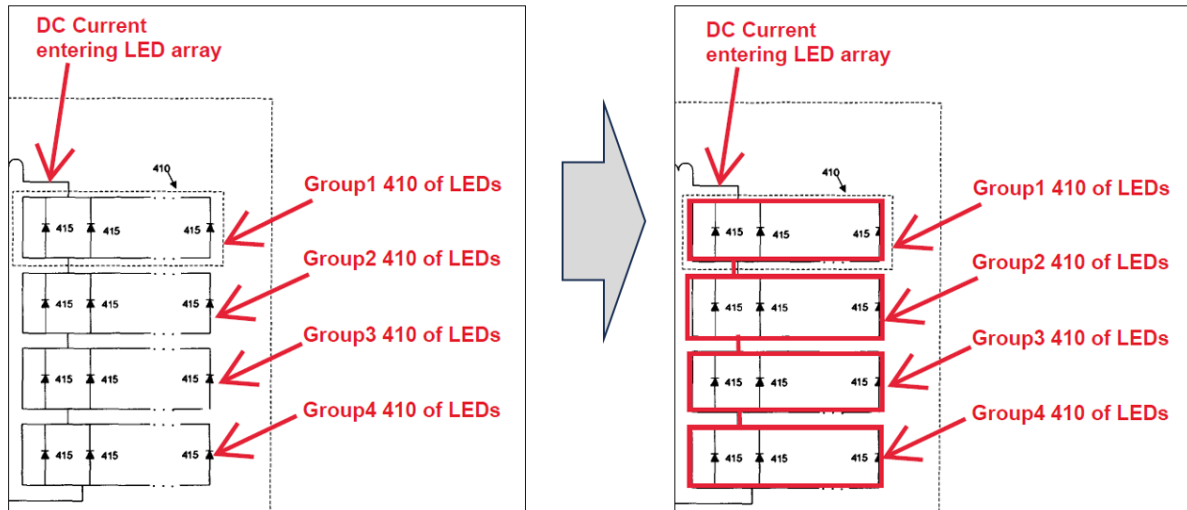 DC Current
entering LED array
410
Group1 410 of LEDs
415 415 415
Group2 410 of LEDs
415 415 415
Group3 410 of LEDs
415 415 415
Group4 410 of LEDs
415 415 415
DC Current
entering LED array
410
Group1 410 of LEDs
415 415 415
Group2 410 of LEDs
415 415 415
Group3 410 of LEDs
415 415 415
Group4 410 of LEDs
415 415 415